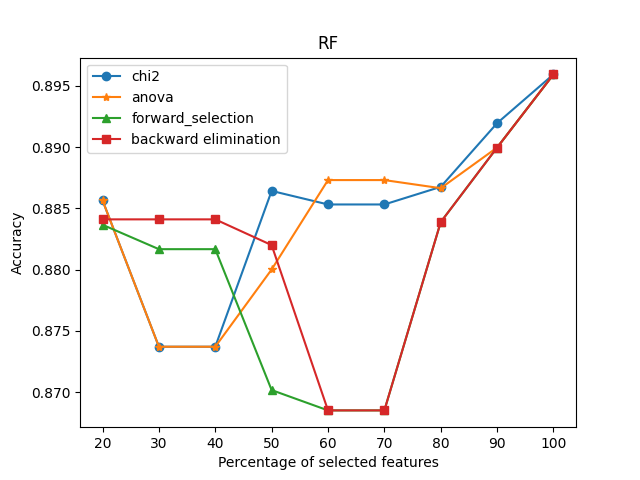 RF
chi2
anova
forward_selection
backward elimination
0.895
0.890
0.885
0.880
0.875
0.870
Accuracy
20 30 40 50 60 70 80 90 100
Percentage of selected features